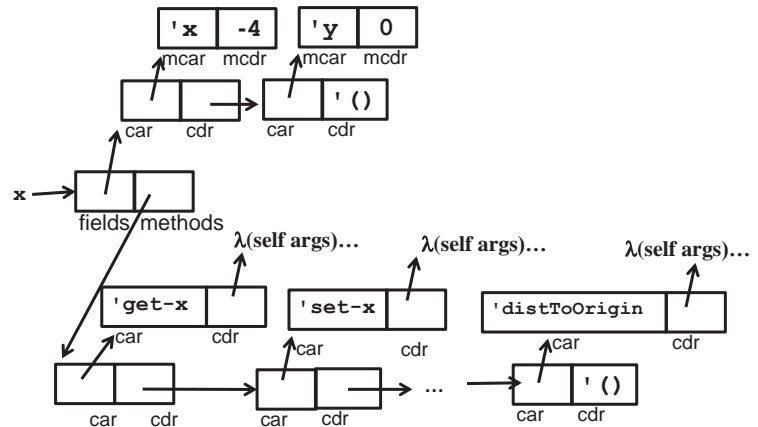 'x -4 'y 0
mcar mcdr mcar mcdr
'()
car cdr car cdr
x
fields methods
λ(self args)… λ(self args)… λ(self args)…
'get-x 'set-x 'distToOrigin
car cdr car cdr car cdr
… '()
car cdr car cdr car cdr